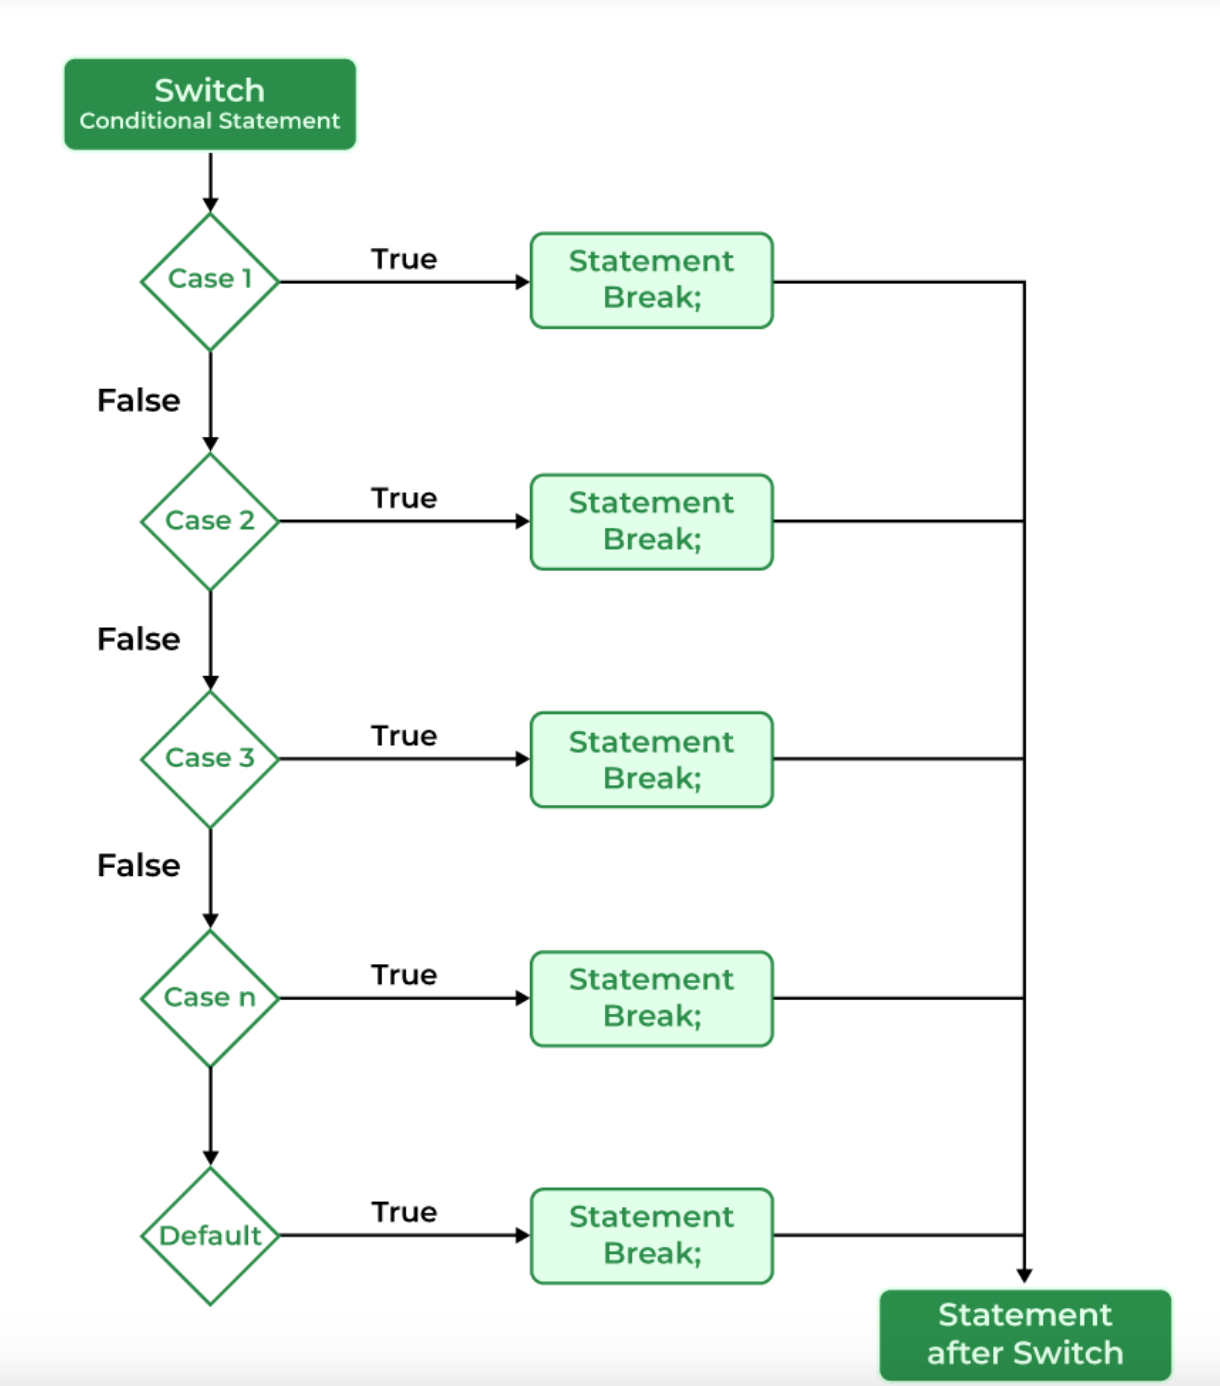 Switch
Conditional Statement
Case 1
True
Statement
Break;
False
Case 2
True
Statement
Break;
False
Case 3
True
Statement
Break;
False
Case n
True
Statement
Break;
Default
True
Statement
Break;
Statement
after Switch